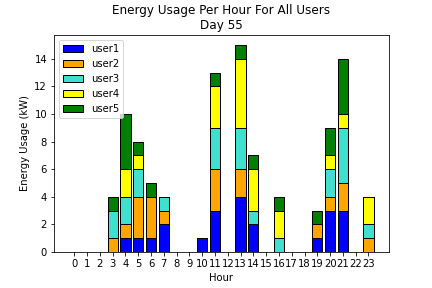 Energy Usage Per Hour For All Users
Day 55
user1
user2
user3
user4
user5
Energy Usage (kW)
14
12
10
8
6
4
2
0
0 1 2 3 4 5 6 7 8 9 10 11 12 13 14 15 16 17 18 19 20 21 22 23
Hour